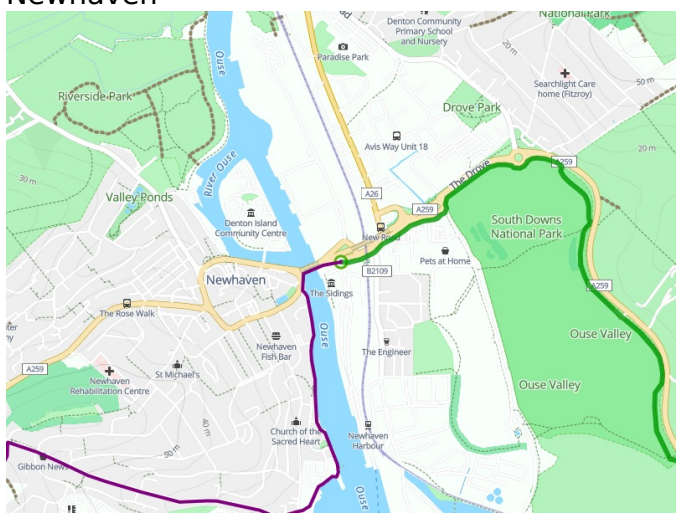 Newhaven
Denton Community
Primary School
and Nursery
National Park
Paradise Park
20 m
Searchlight Care
home (Fitzroy)
50 m
Riverside Park
Ouse
Drove Park
Avis Way Unit 18
20 m
30 m
River Ouse
The Drove
A259
Valley Ponds
A26
A259
Denton Island
Community Centre
New Road
South Downs
National Park
Pets at Home
B2109
Newhaven
The Sidings
A259
The Rose Walk
Ouse
Newhaven
Fish Bar
The Engineer
Ouse Valley
A259
St Michael's
Newhaven
Rehabilitation Centre
Ouse Valley
40 m
Church of the
Sacred Heart
Newhaven
Harbour
50 m
Gibbon News
Ouse